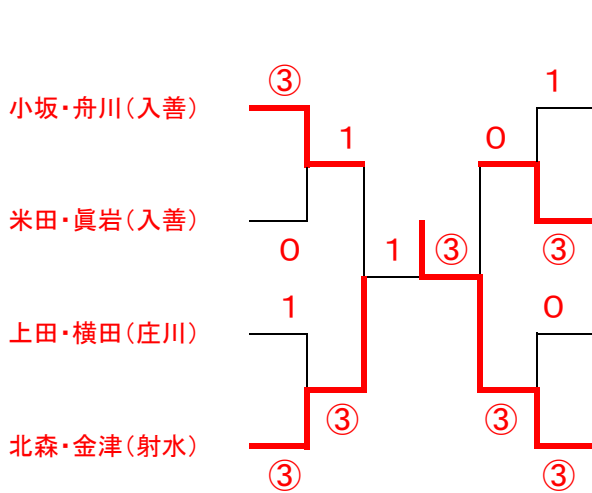 ③ 1
小坂・舟川（入善） 1 0
米田・眞岩（入善）
0 1 ③ ③
1 0
上田・横田（庄川）
③ ③
北森・金津（射水）
③ ③